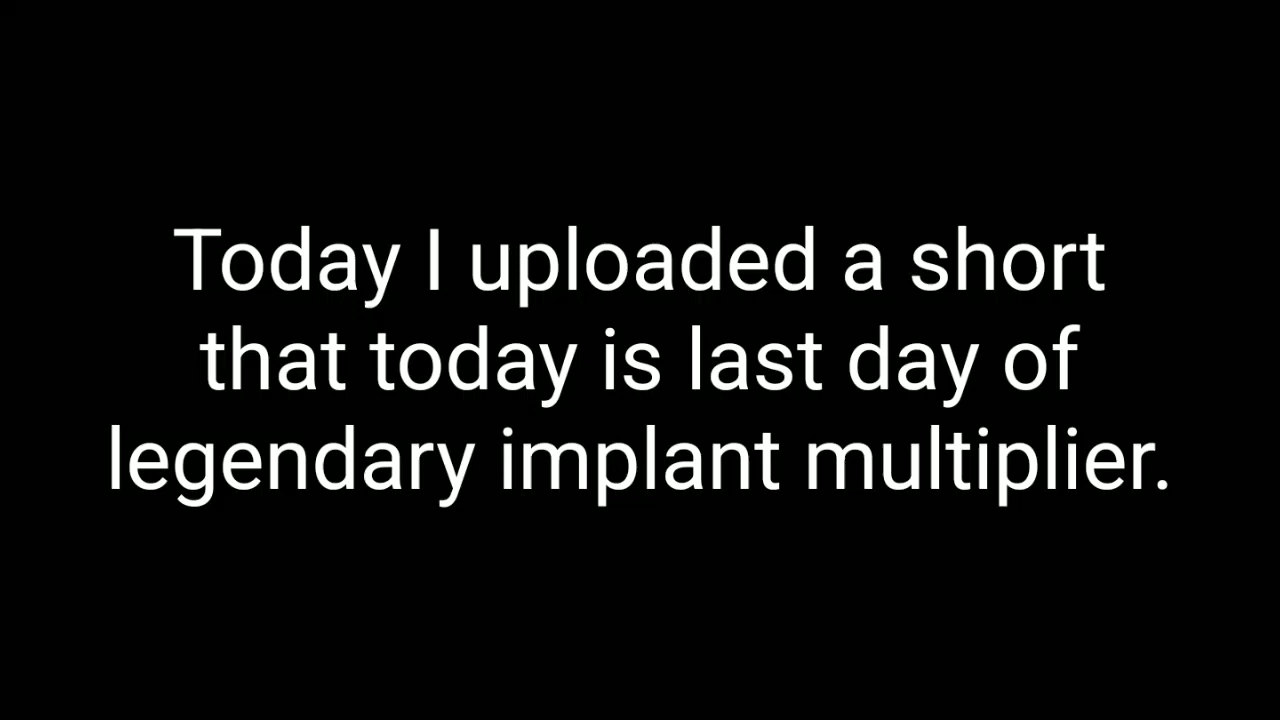 Today I uploaded a short
that today is last day of
legendary implant multiplier.